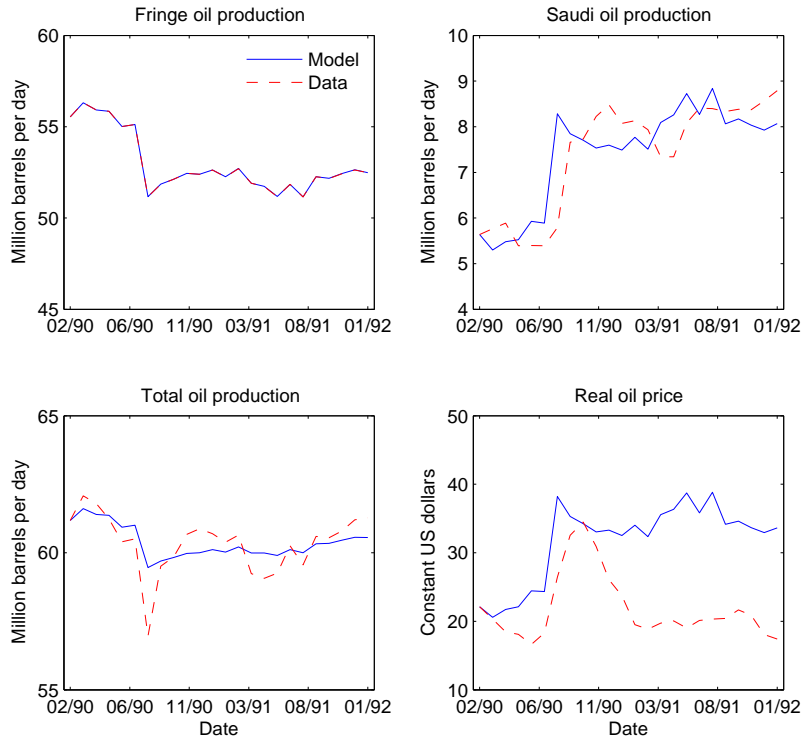 Fringe oil production
Million barrels per day
60
55
50
45
02/90 06/90 11/90 03/91 08/91 01/92
Model
Data
Saudi oil production
Million barrels per day
10
9
8
7
6
5
4
02/90 06/90 11/90 03/91 08/91 01/92
Total oil production
Million barrels per day
65
60
55
02/90 06/90 11/90 03/91 08/91 01/92
Date
Real oil price
Constant US dollars
50
40
30
20
10
02/90 06/90 11/90 03/91 08/91 01/92
Date